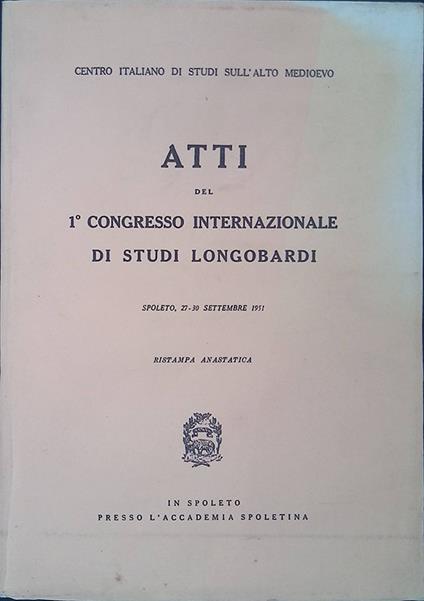 CENTRO ITALIANO DI STUDI SULL'ALTO MEDIOEVO
ATTI
DEL
1° CONGRESSO INTERNAZIONALE
DI STUDI LONGOBARDI
SPOLETO, 27-30 SETTEMBRE 1951
RISTAMPA ANASTATICA
IN SPOLETO
PRESSO L'ACCADEMIA SPOLETINA